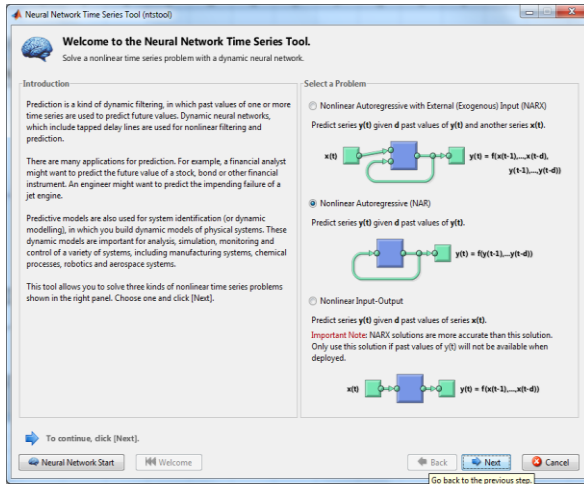 Neural Network Time Series Tool (ntstool)
Welcome to the Neural Network Time Series Tool.
Solve a nonlinear time series problem with a dynamic neural network.
Introduction
Prediction is a kind of dynamic filtering, in which past values of one or more
time series are used to predict future values. Dynamic neural networks,
which include tapped delay lines are used for nonlinear filtering and
prediction.
There are many applications for prediction. For example, a financial analyst
might want to predict the future value of a stock, bond or other financial
instrument. An engineer might want to predict the impending failure of a
jet engine.
Predictive models are also used for system identification (or dynamic
modelling), in which you build dynamic models of physical systems. These
dynamic models are important for analysis, simulation, monitoring and
control of a variety of systems, including manufacturing systems, chemical
processes, robotics and aerospace systems.
This tool allows you to solve three kinds of nonlinear time series problems
shown in the right panel. Choose one and click [Next].
Select a Problem
Nonlinear Autoregressive with External (Exogenous) Input (NARX)
Predict series y(t) given d past values of y(t) and another series x(t).
x(t) y(t) = f(x(t-1),...,x(t-d),
y(t-1),...,y(t-d))
Nonlinear Autoregressive (NAR)
Predict series y(t) given d past values of y(t).
y(t) = f(y(t-1),...y(t-d))
Nonlinear Input-Output
Predict series y(t) given d past values of series x(t).
Important Note: NARX solutions are more accurate than this solution.
Only use this solution if past values of y(t) will not be available when
deployed.
x(t) y(t) = f(x(t-1),...,x(t-d))
To continue, click [Next].
Neural Network Start Welcome Back Next Cancel
Go back to the previous step.